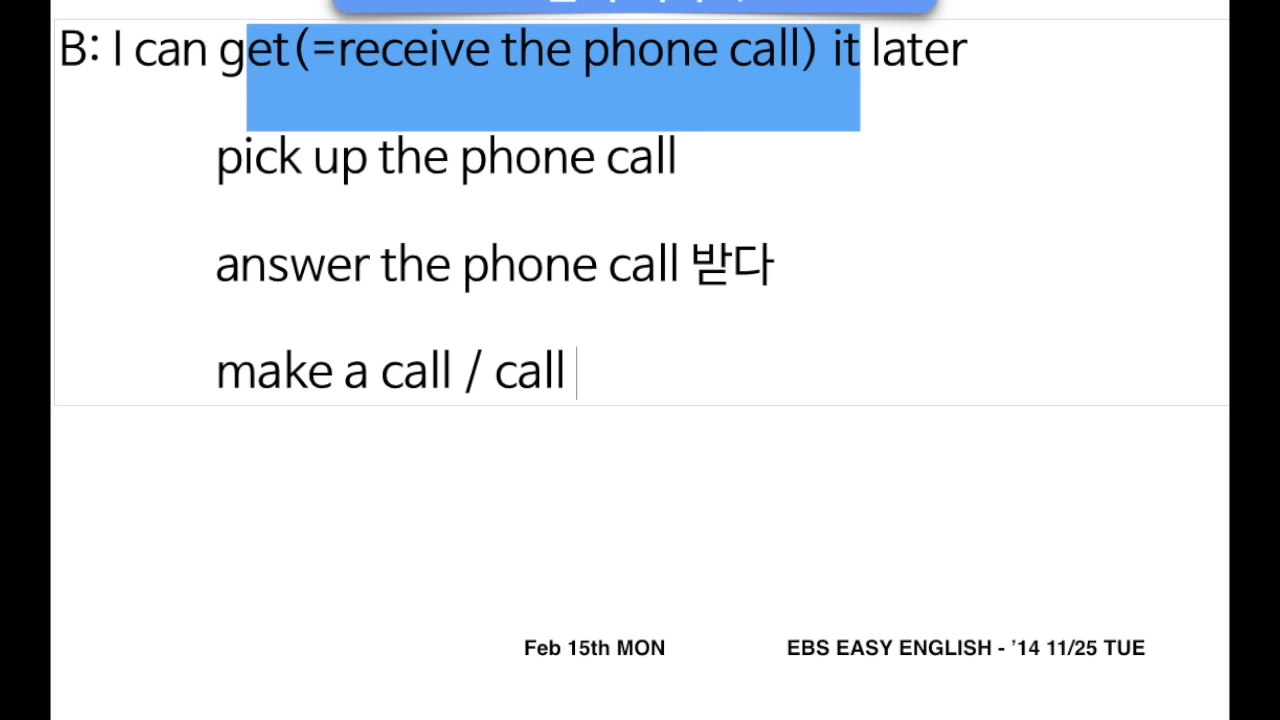 B: I can get(=receive the phone call) it later
pick up the phone call
answer the phone call 받다
make a call / call
Feb 15th MON
EBS EASY ENGLISH - ’14 11/25 TUE